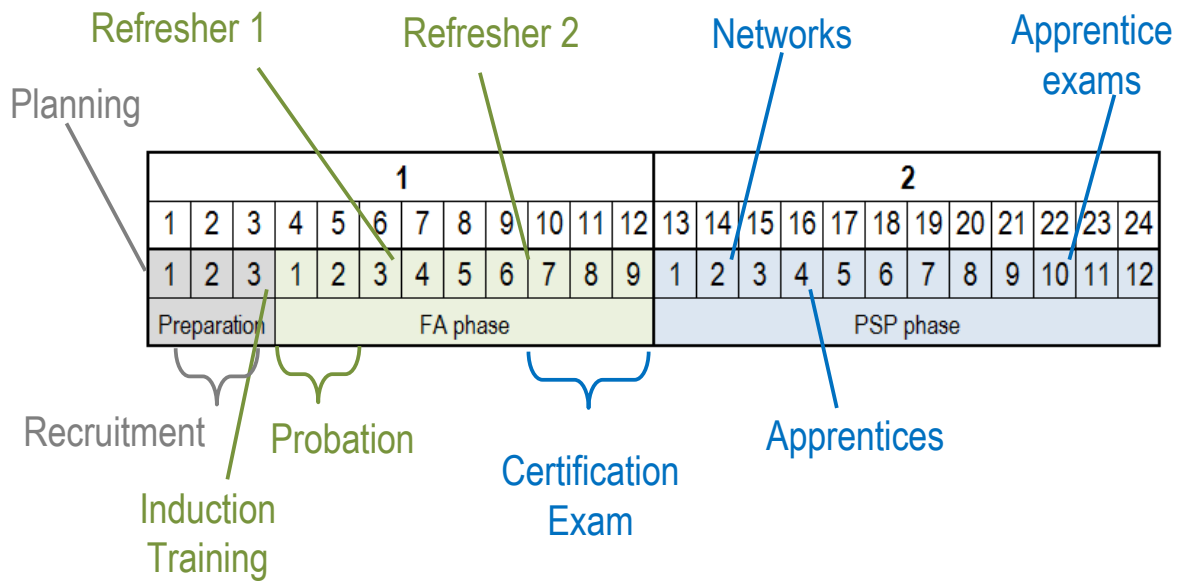 Refresher 1
Refresher 2
Networks
Apprentice
exams
Planning
1 2
1 2 3 4 5 6 7 8 9 10 11 12 13 14 15 16 17 18 19 20 21 22 23 24
1 2 3 1 2 3 4 5 6 7 8 9 1 2 3 4 5 6 7 8 9 10 11 12
Preparation FA phase PSP phase
Recruitment
Probation
Apprentices
Certification
Exam
Induction
Training